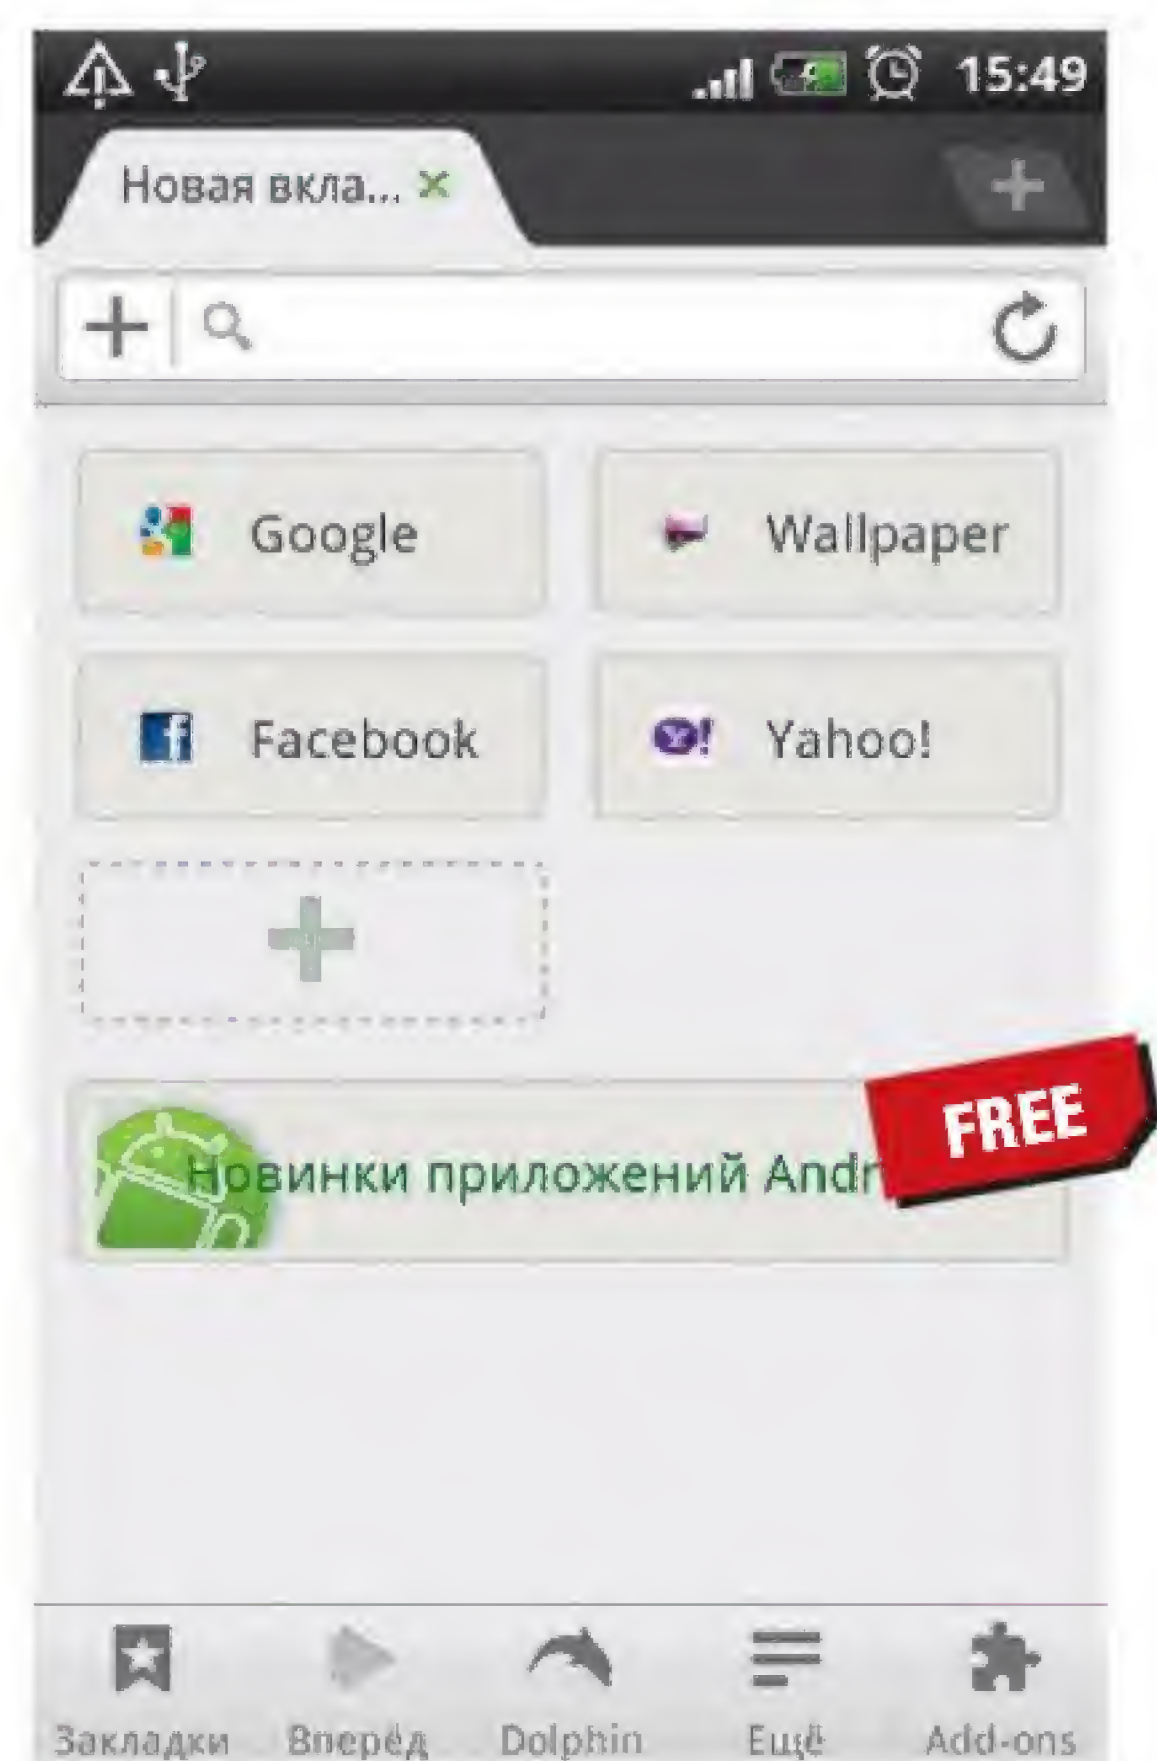 15:49
Новая вкла...
Google
Wallpaper
Facebook
Yahoo!
FREE
Новинки приложений Andr
Закладки Вперёд Dolphin Ещё Add-ons